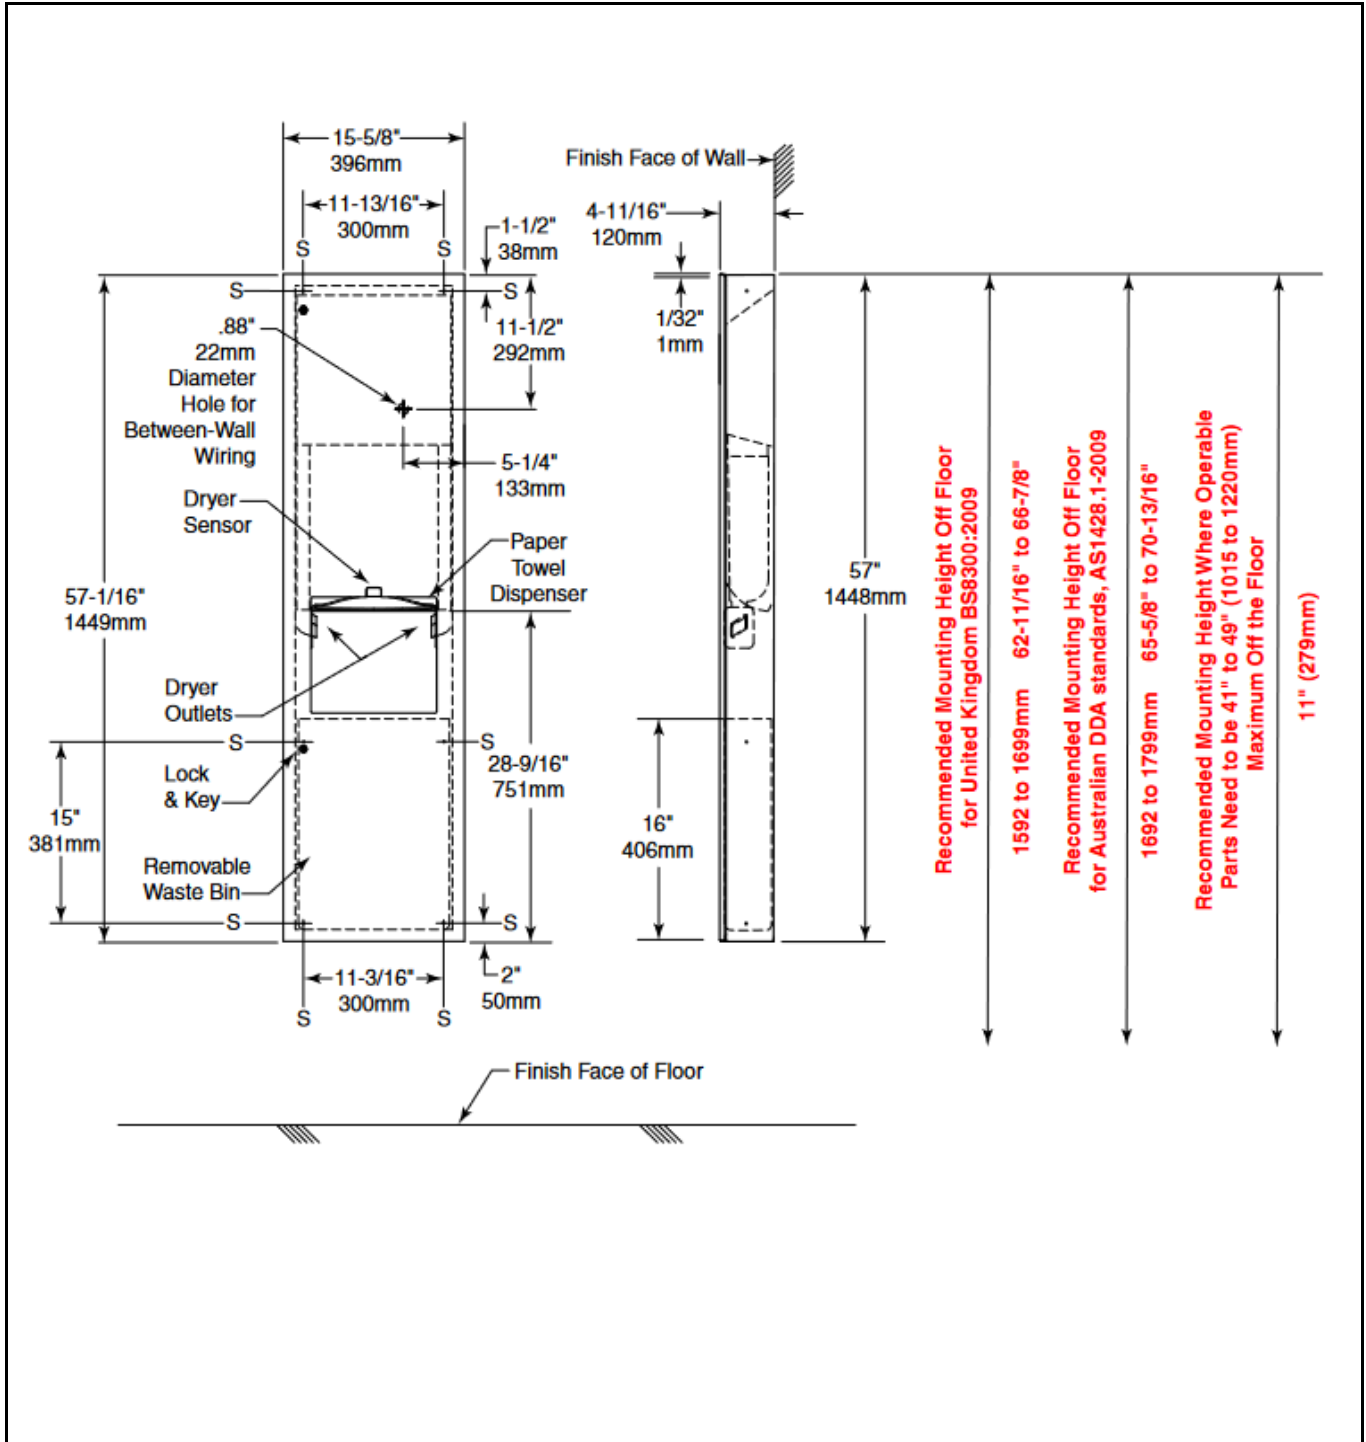 15-5/8"
396mm
11-13/16"
300mm
S
S
1-1/2"
38mm
S
S
11-1/2"
292mm
.88"
22mm
Diameter
Hole for
Between-Wall
Wiring
5-1/4"
133mm
Dryer
Sensor
Paper
Towel
Dispenser
57-1/16"
1449mm
Dryer
Outlets
S
S
28-9/16"
751mm
Lock
& Key
15"
381mm
Removable
Waste Bin
S
S
11-3/16"
300mm
2"
50mm
S
S
Finish Face of Wall
4-11/16"
120mm
1/32"
1mm
57"
1448mm
16"
406mm
Recommended Mounting Height Off Floor
for United Kingdom BS8300:2009
1592 to 1699mm 62-11/16" to 66-7/8"
Recommended Mounting Height Off Floor
for Australian DDA standards, AS1428.1-2009
1692 to 1799mm 65-5/8" to 70-13/16"
Recommended Mounting Height Where Operable
Parts Need to be 41" to 49" (1015 to 1220mm)
Maximum Off the Floor
11" (279mm)
Finish Face of Floor